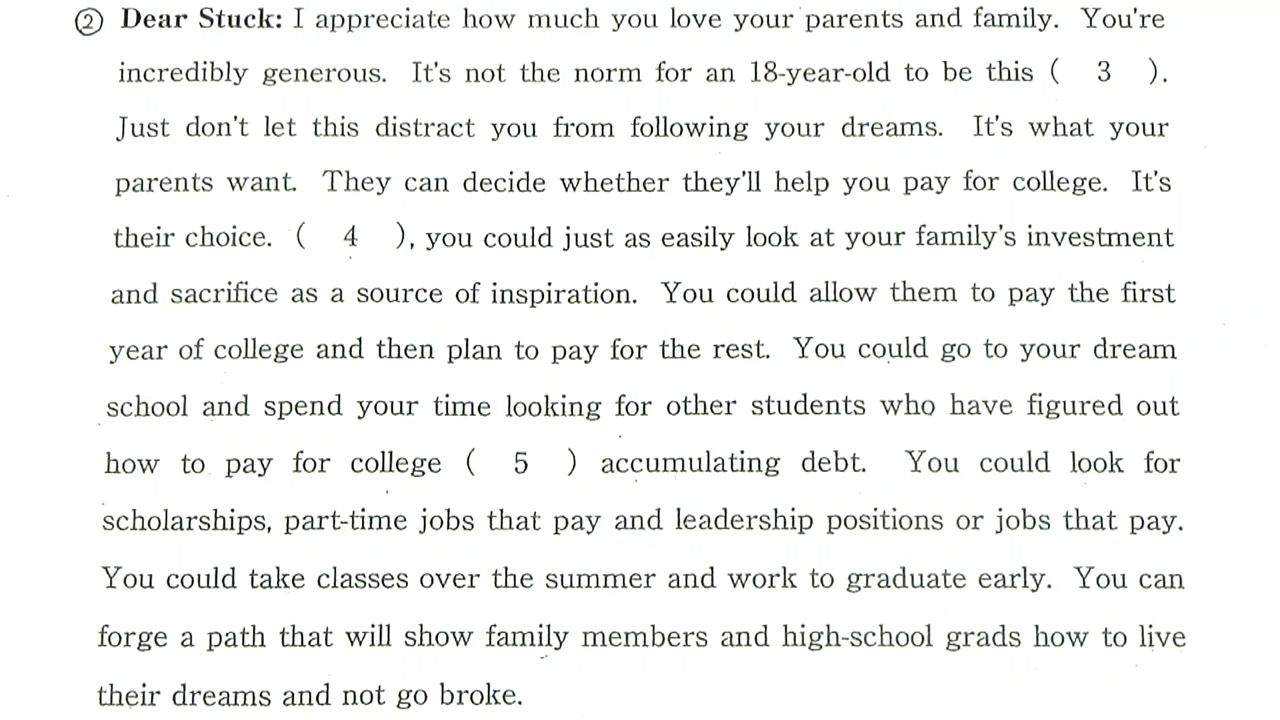 ② Dear Stuck: I appreciate how much you love your parents and family. You're
incredibly generous. It's not the norm for an 18-year-old to be this ( 3 ).
Just don't let this distract you from following your dreams. It's what your
parents want. They can decide whether they'll help you pay for college. It's
their choice. ( 4 ), you could just as easily look at your family's investment
and sacrifice as a source of inspiration. You could allow them to pay the first
year of college and then plan to pay for the rest. You could go to your dream
school and spend your time looking for other students who have figured out
how to pay for college ( 5 ) accumulating debt. You could look for
scholarships, part-time jobs that pay and leadership positions or jobs that pay.
You could take classes over the summer and work to graduate early. You can
forge a path that will show family members and high-school grads how to live
their dreams and not go broke.